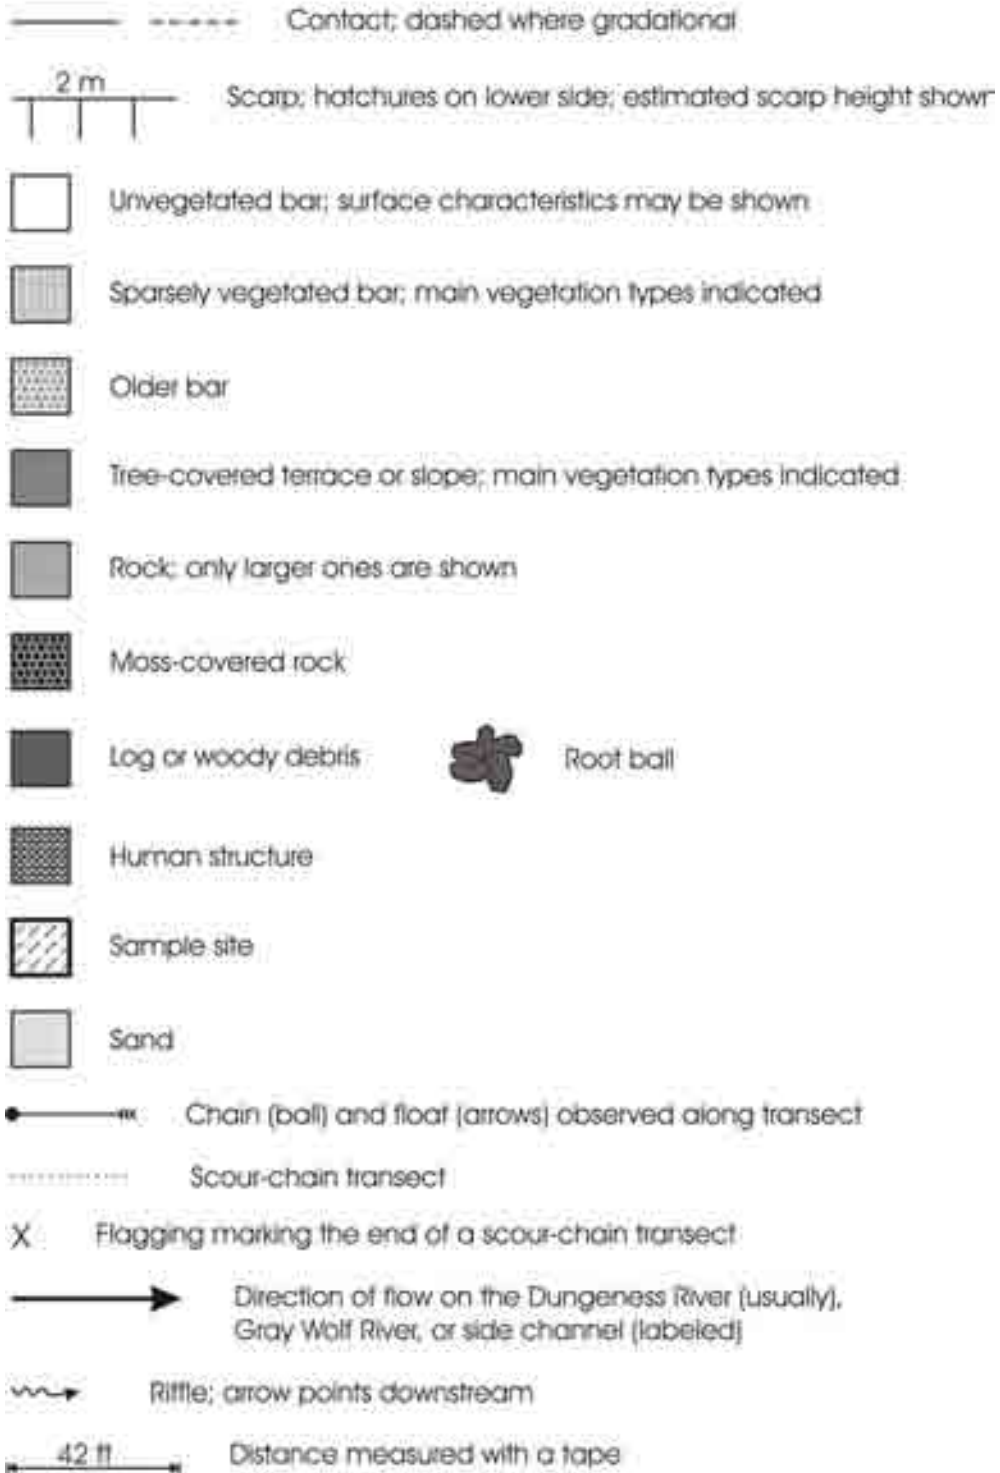 Contact; dashed where gradational
2 m
Scarp; hatchures on lower side; estimated scarp height shown
Unvegetated bar; surface characteristics may be shown
Sparsely vegetated bar; main vegetation types indicated
Older bar
Tree-covered terrace or slope; main vegetation types indicated
Rock; only larger ones are shown
Moss-covered rock
Log or woody debris Root ball
Human structure
Sample site
Sand
Chain (ball) and float (arrows) observed along transect
Scour-chain transect
X Flagging marking the end of a scour-chain transect
Direction of flow on the Dungeness River (usually),
Gray Wolf River, or side channel (labeled)
Riffle; arrow points downstream
42 ft Distance measured with a tape